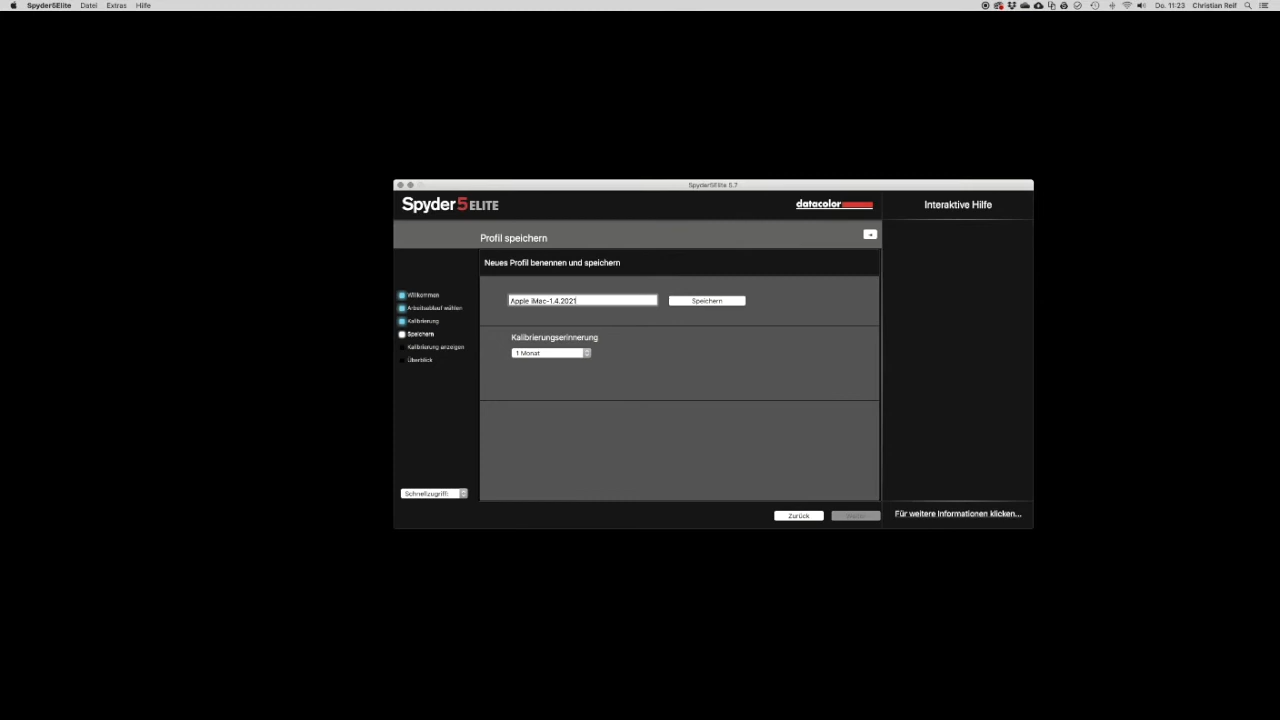 Spyder5Elite Datei Extras Hilfe Do. 11:23 Christian Reif
Spyder5Elite 5.7
Spyder5ELITE datacolor Interaktive Hilfe
Profil speichern
Neues Profil benennen und speichern
Willkommen
Arbeitsablauf wählen
Kalibrierung
Speichern
Kalibrierung anzeigen
Überblick
Apple iMac-1.4.2021 Speichern
Kalibrierungserinnerung
1 Monat
Schnellzugriff:
Zurück
Für weitere Informationen klicken...